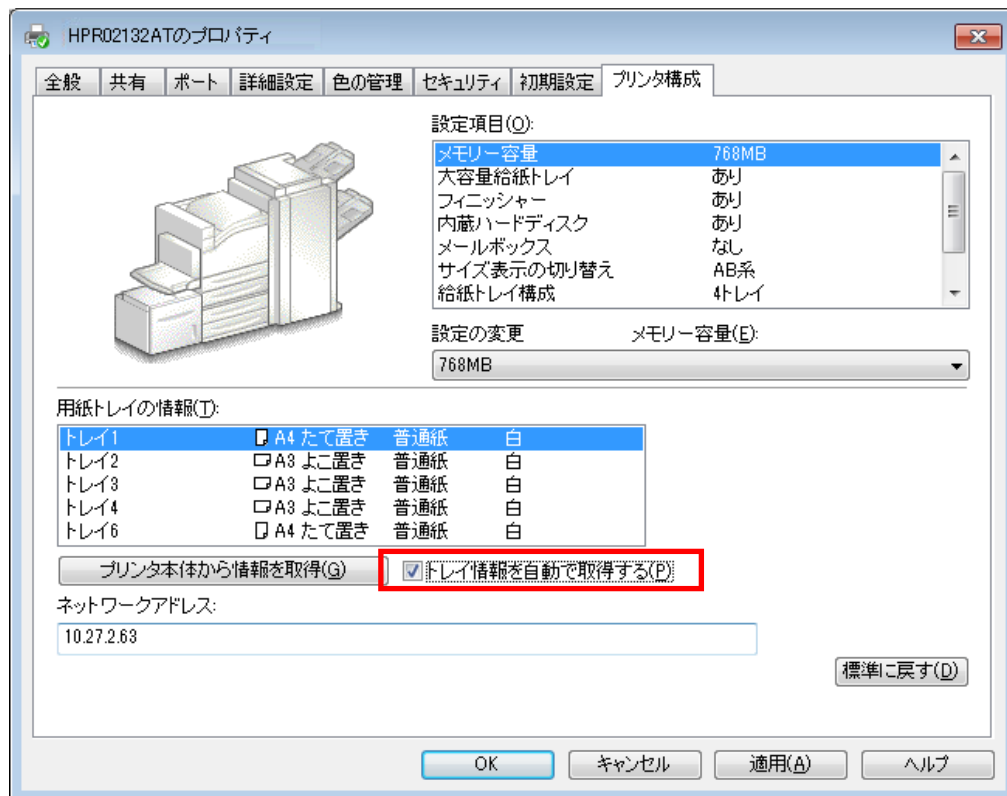 HPR02132ATのプロパティ
全般 共有 ポート 詳細設定 色の管理 セキュリティ 初期設定 プリンタ構成
設定項目(O):
メモリー容量 768MB
大容量給紙トレイ あり
フィニッシャー あり
内蔵ハードディスク あり
メールボックス なし
サイズ表示の切り替え AB系
給紙トレイ構成 4トレイ
設定の変更 メモリー容量(E):
768MB
用紙トレイの情報(T):
トレイ1 A4 たて置き 普通紙 白
トレイ2 A3 よこ置き 普通紙 白
トレイ3 A3 よこ置き 普通紙 白
トレイ4 A3 よこ置き 普通紙 白
トレイ6 A4 たて置き 普通紙 白
プリンタ本体から情報を取得(G) トレイ情報を自動で取得する(P)
ネットワークアドレス:
10.27.2.63
標準に戻す(D)
OK キャンセル 適用(A) ヘルプ